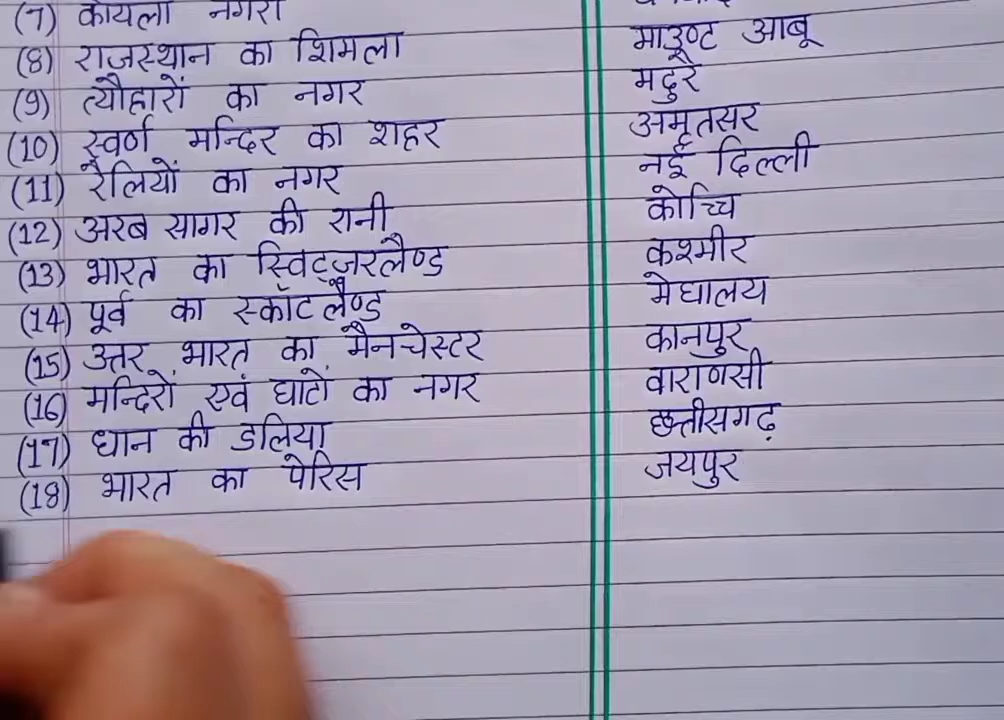 (7) कोयला नगरी
(8) राजस्थान का शिमला माउण्ट आबू
(9) त्यौहारों का नगर मदुरै
(10) स्वर्ण मन्दिर का शहर अमृतसर
(11) रैलियों का नगर नई दिल्ली
(12) अरब सागर की रानी कोच्चि
(13) भारत का स्विट्जरलैण्ड कश्मीर
(14) पूर्व का स्कॉटलैण्ड मेघालय
(15) उत्तर भारत का मैनचेस्टर कानपुर
(16) मन्दिरों एवं घाटों का नगर वाराणसी
(17) धान की डलिया छत्तीसगढ़
(18) भारत का पेरिस जयपुर